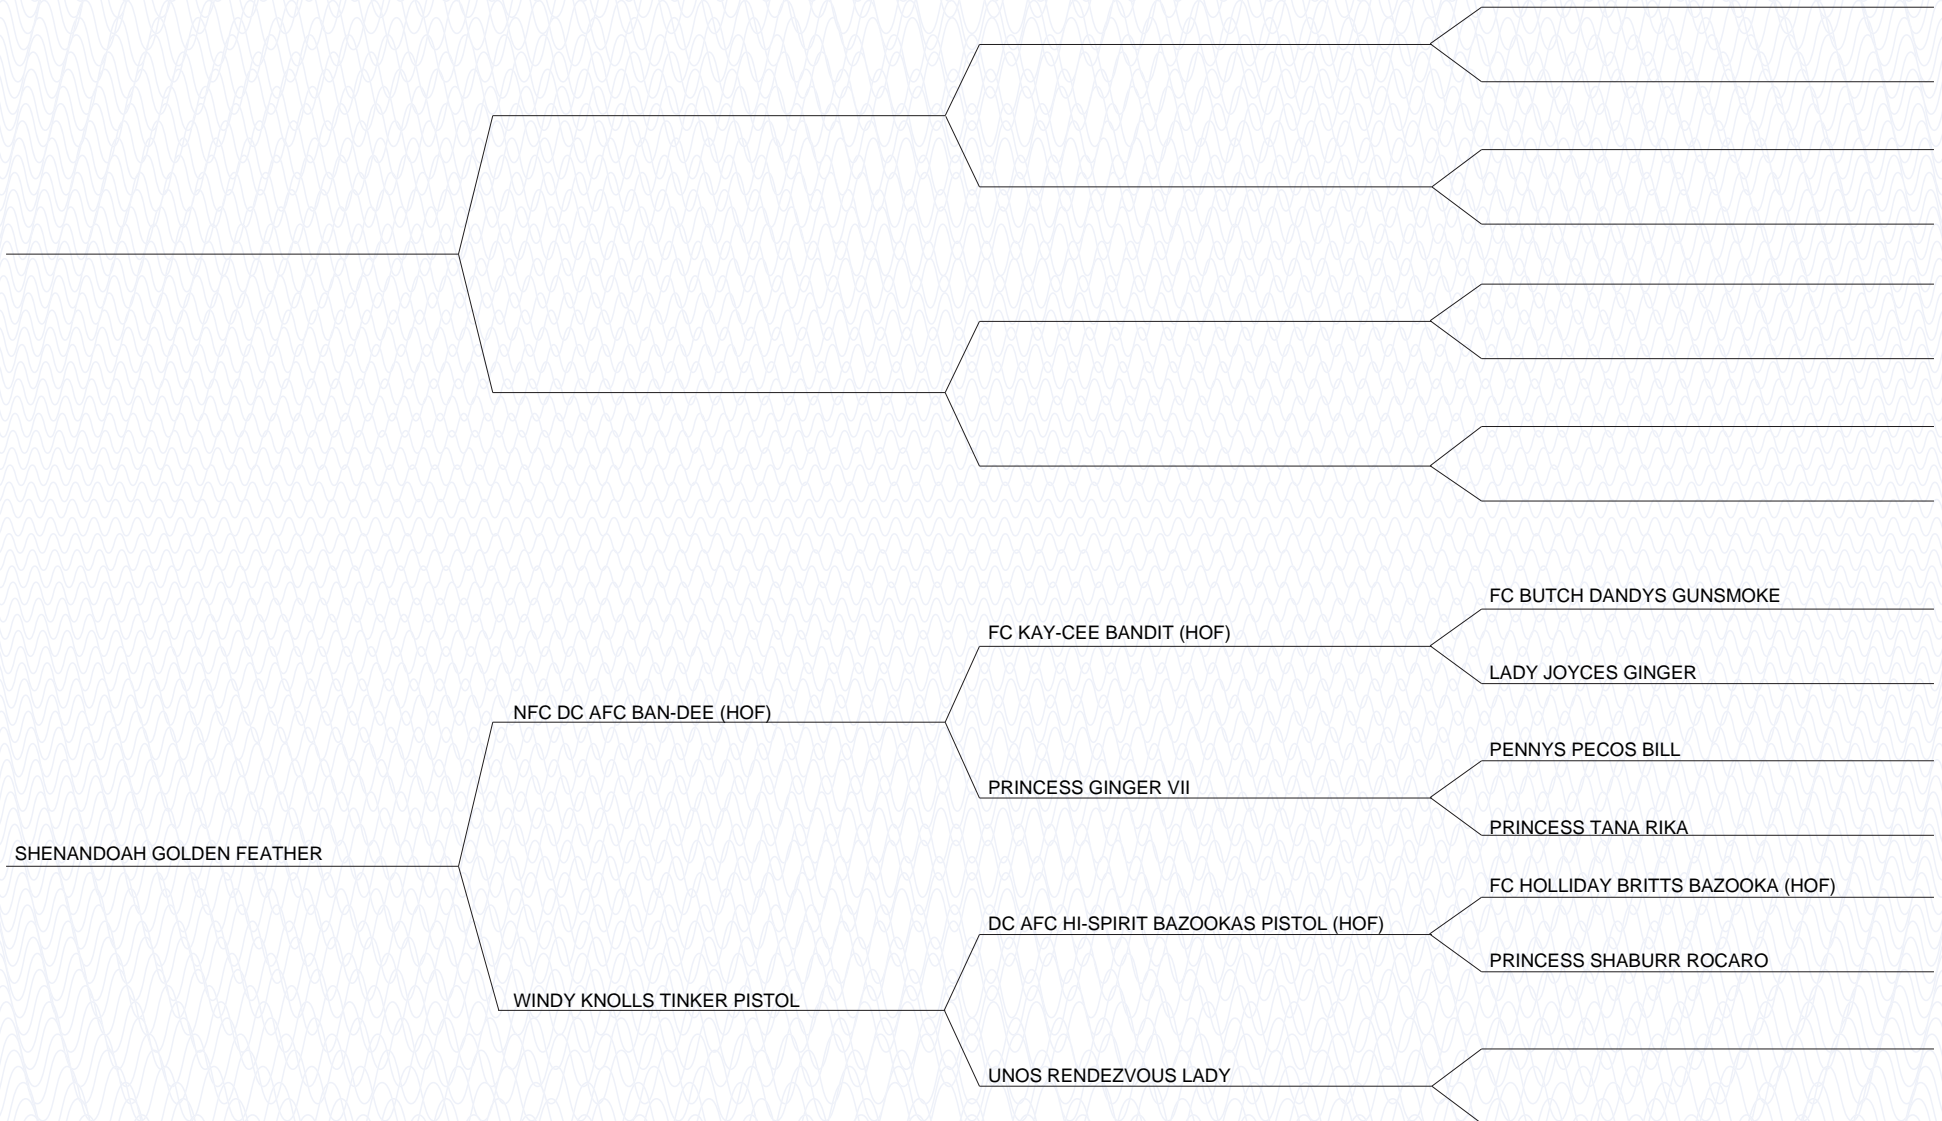 FC BUTCH DANDYS GUNSMOKE
FC KAY-CEE BANDIT (HOF)
LADY JOYCES GINGER
NFC DC AFC BAN-DEE (HOF)
PENNYS PECOS BILL
PRINCESS GINGER VII
PRINCESS TANA RIKA
SHENANDOAH GOLDEN FEATHER
FC HOLLIDAY BRITTS BAZOOKA (HOF)
DC AFC HI-SPIRIT BAZOOKAS PISTOL (HOF)
PRINCESS SHABURR ROCARO
WINDY KNOLLS TINKER PISTOL
UNOS RENDEZVOUS LADY